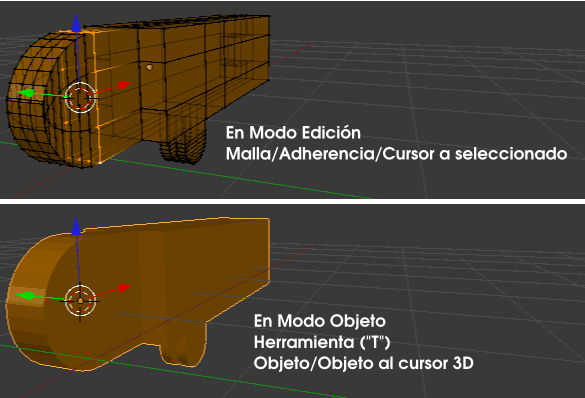 En Modo Edición
Malla/Adherencia/Cursor a seleccionado
En Modo Objeto
Herramienta ("T")
Objeto/Objeto al cursor 3D